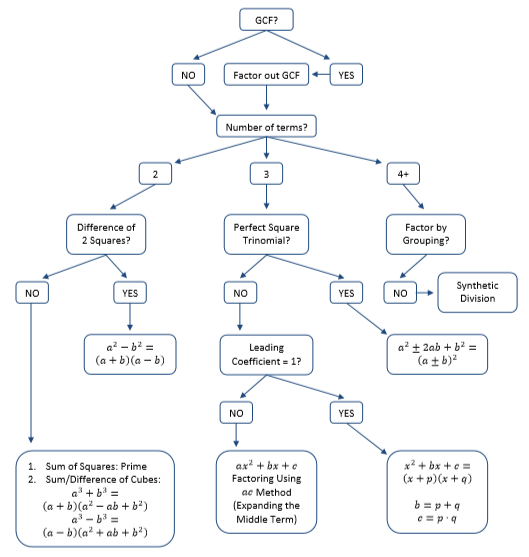 GCF?
NO
Factor out GCF
YES
Number of terms?
2
3
4+
Difference of
2 Squares?
Perfect Square
Trinomial?
Factor by
Grouping?
NO
YES
NO
YES
NO
Synthetic
Division
a² − b² =
(a + b)(a − b)
Leading
Coefficient = 1?
a² ± 2ab + b² =
(a ± b)²
NO
YES
1. Sum of Squares: Prime
2. Sum/Difference of Cubes:
a³ + b³ =
(a + b)(a² − ab + b²)
a³ − b³ =
(a − b)(a² + ab + b²)
ax² + bx + c
Factoring Using
ac Method
(Expanding the
Middle Term)
x² + bx + c =
(x + p)(x + q)
b = p + q
c = p · q